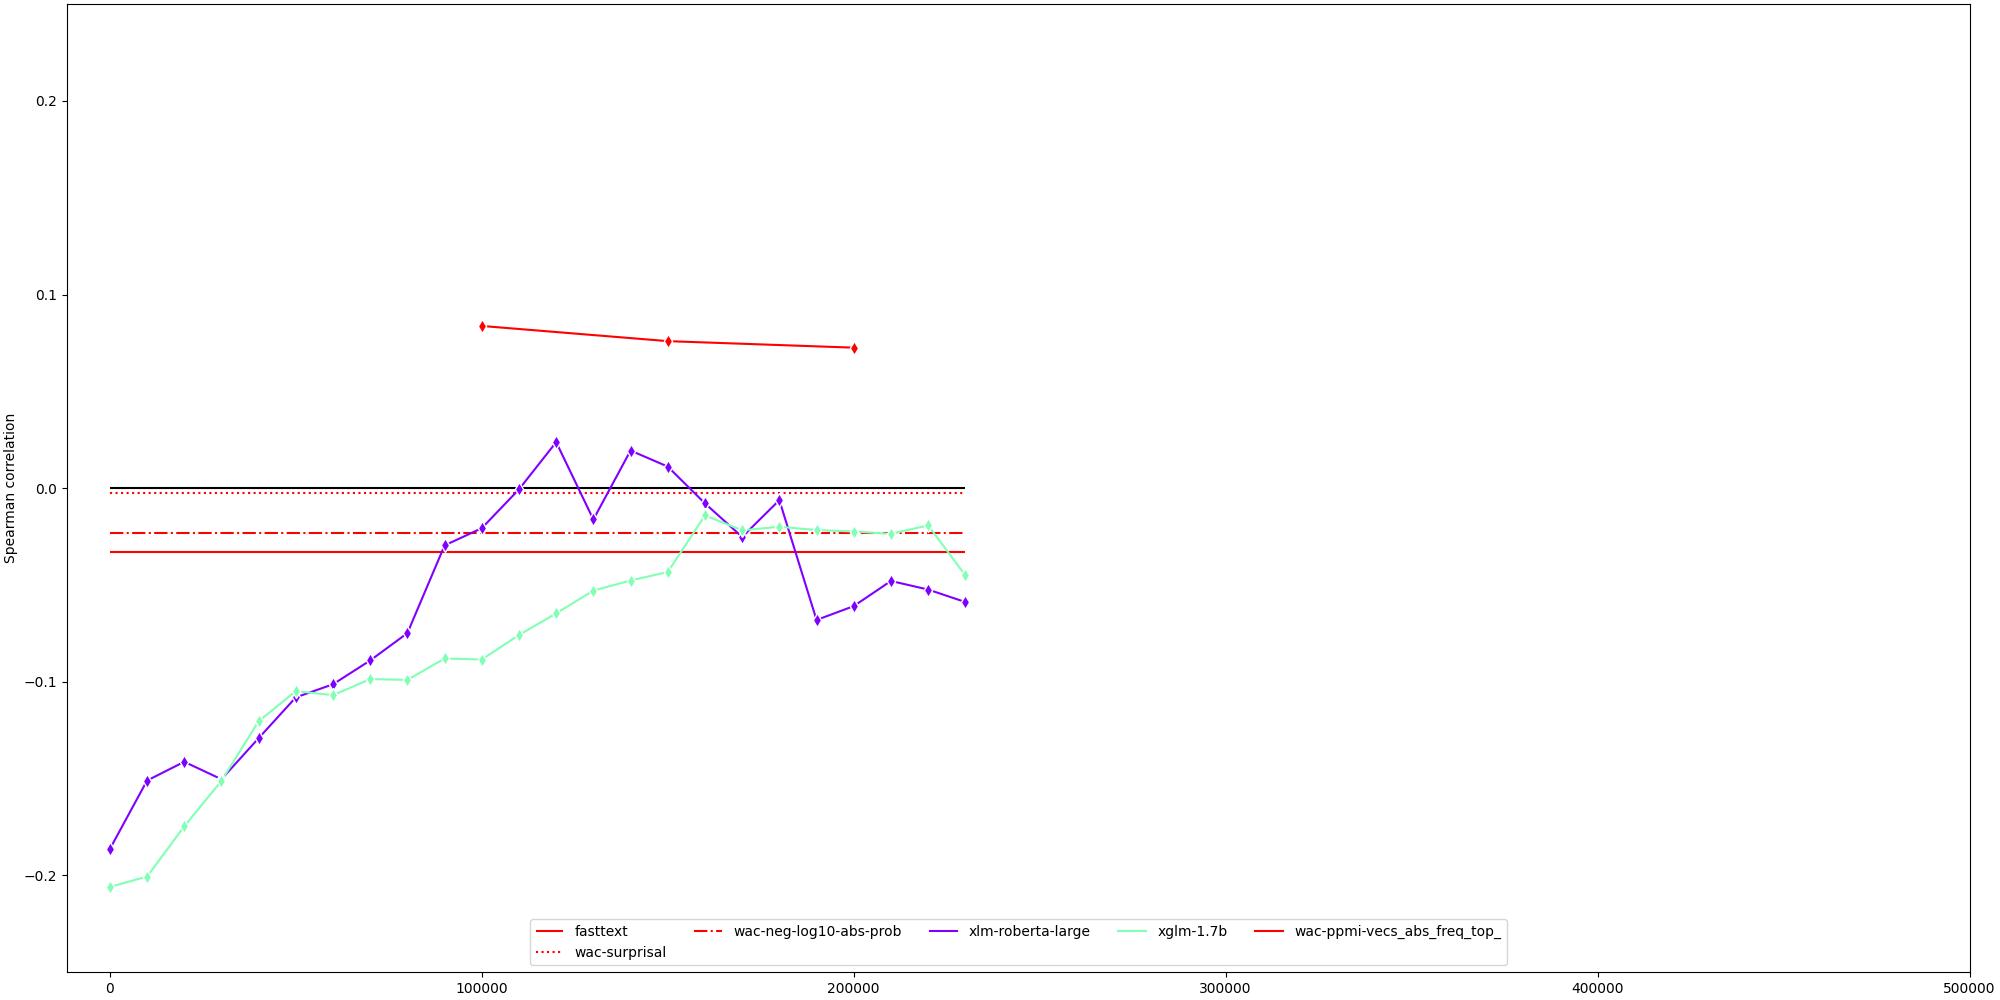 0.2
0.1
0.0
−0.1
−0.2
Spearman correlation
fasttext
wac-surprisal
wac-neg-log10-abs-prob
xlm-roberta-large
xglm-1.7b
wac-ppmi-vecs_abs_freq_top_
0 100000 200000 300000 400000 500000